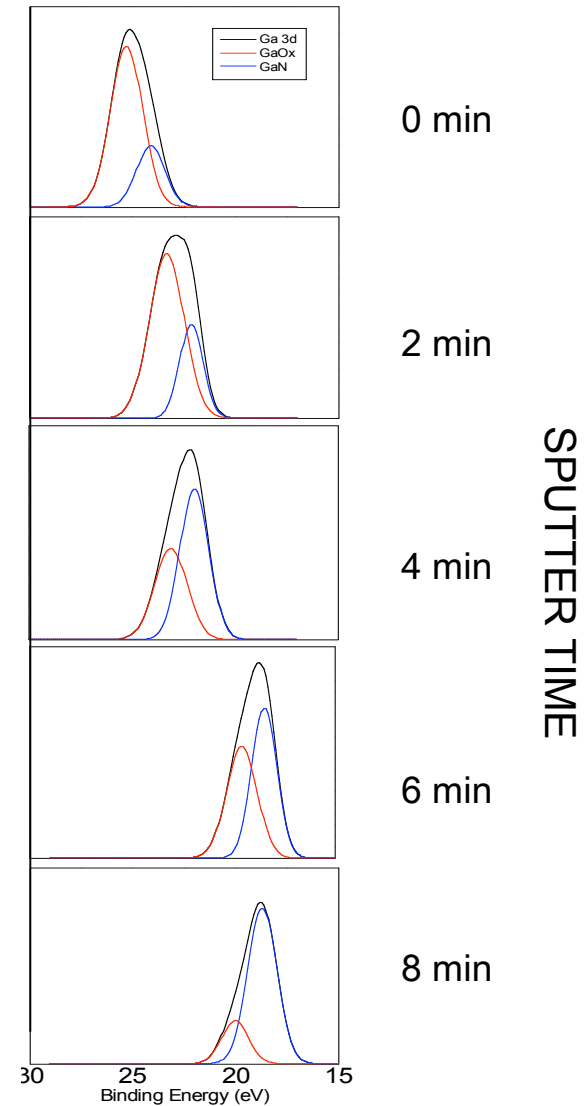 Ga 3d
GaOx
GaN
0 min
2 min
4 min
6 min
8 min
SPUTTER TIME
30 25 20 15
Binding Energy (eV)